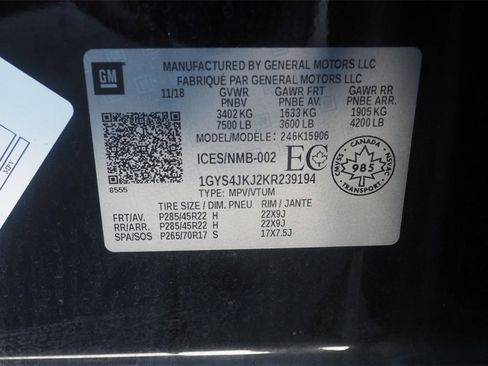 GM
MANUFACTURED BY GENERAL MOTORS LLC
FABRIQUÉ PAR GENERAL MOTORS LLC
11/18 GVWR GAWR FRT GAWR RR
PNBV PNBE AV. PNBE ARR.
3402 KG 1633 KG 1905 KG
7500 LB 3600 LB 4200 LB
MODEL/MODÈLE: 246K15906
ICES/NMB-002 EC
CANADA
985
TRANSPORT
8555
1GYS4JKJ2KR239194
TYPE: MPV/VTUM
TIRE SIZE / DIM. PNEU RIM / JANTE
FRT/AV. P285/45R22 H 22X9J
RR/ARR. P285/45R22 H 22X9J
SPA/SOS P265/70R17 S 17X7.5J
MPV